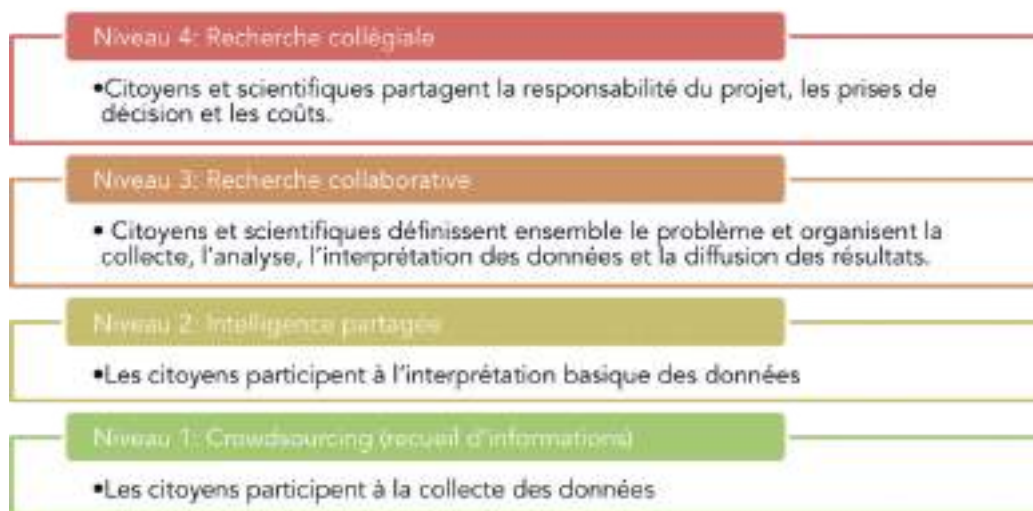 Niveau 4: Recherche collégiale
•Citoyens et scientifiques partagent la responsabilité du projet, les prises de
décision et les coûts.
Niveau 3: Recherche collaborative
• Citoyens et scientifiques définissent ensemble le problème et organisent la
collecte, l'analyse, l'interprétation des données et la diffusion des résultats.
Niveau 2: Intelligence partagée
•Les citoyens participent à l'interprétation basique des données
Niveau 1: Crowdsourcing (recueil d'informations)
•Les citoyens participent à la collecte des données